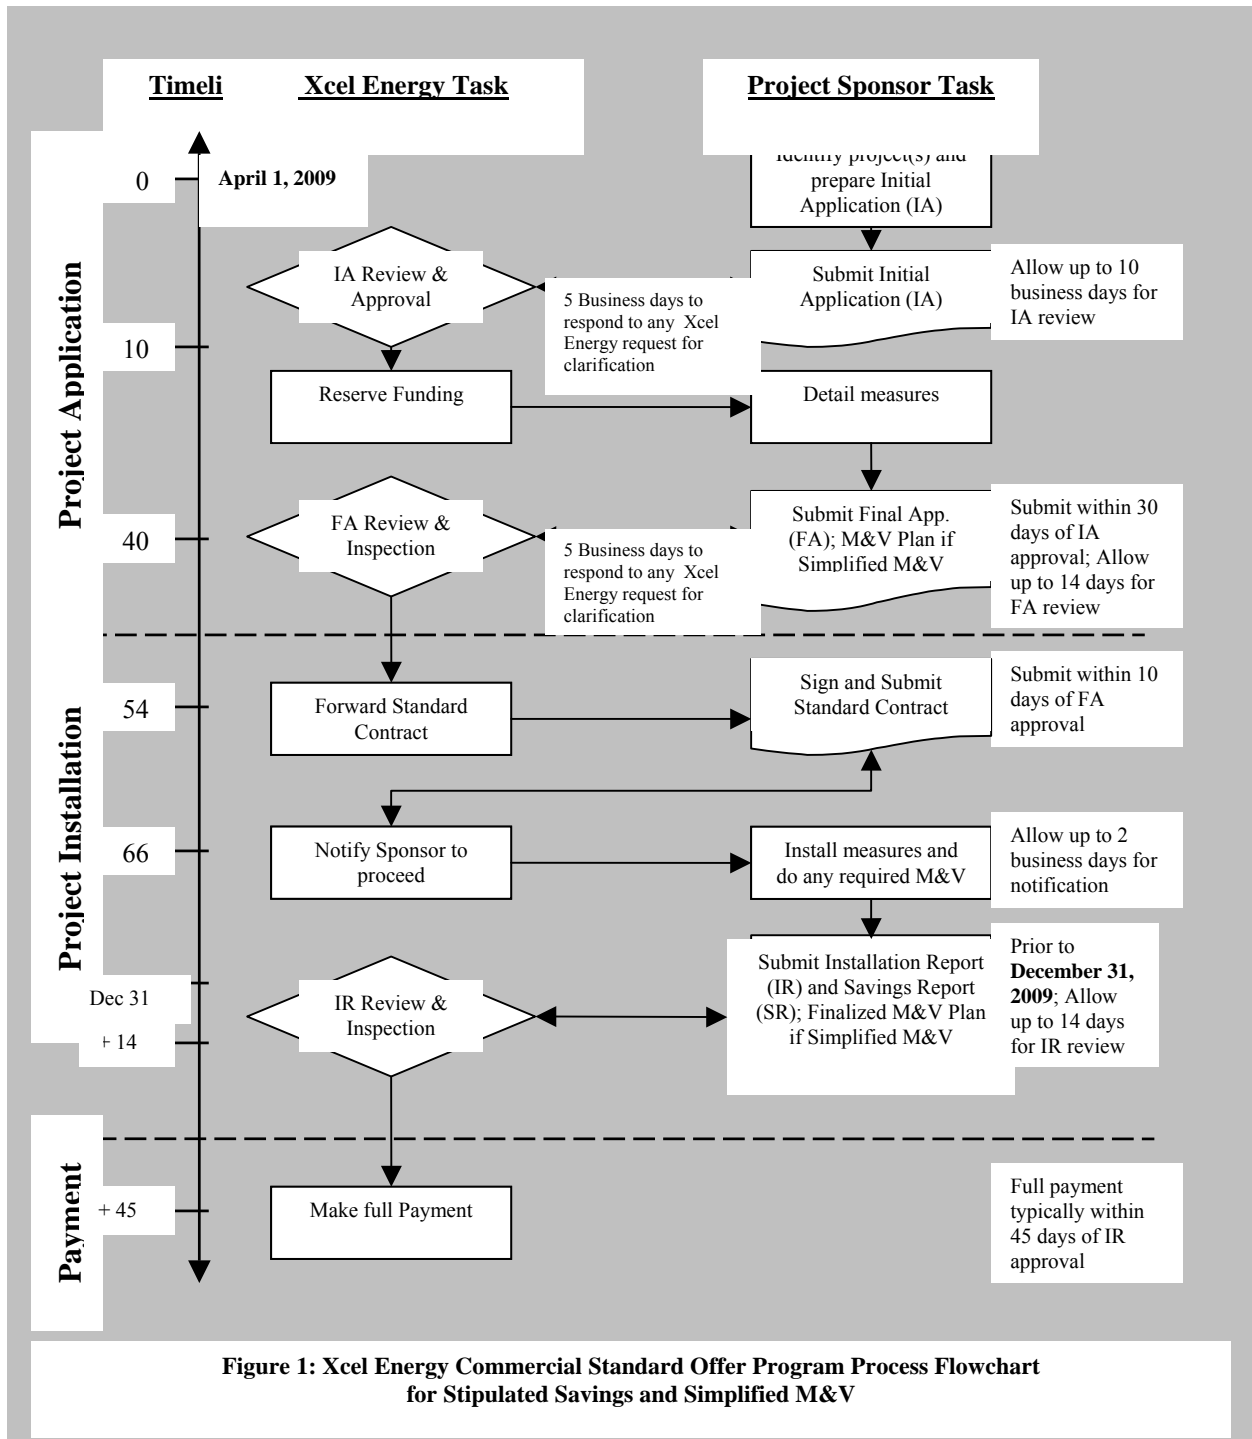 Timeli
Xcel Energy Task
Project Sponsor Task
Project Application
0
April 1, 2009
Identify project(s) and
prepare Initial
Application (IA)
IA Review &
Approval
5 Business days to
respond to any Xcel
Energy request for
clarification
Submit Initial
Application (IA)
Allow up to 10
business days for
IA review
10
Reserve Funding
Detail measures
40
FA Review &
Inspection
5 Business days to
respond to any Xcel
Energy request for
clarification
Submit Final App.
(FA); M&V Plan if
Simplified M&V
Submit within 30
days of IA
approval; Allow
up to 14 days for
FA review
Project Installation
54
Forward Standard
Contract
Sign and Submit
Standard Contract
Submit within 10
days of FA
approval
66
Notify Sponsor to
proceed
Install measures and
do any required M&V
Allow up to 2
business days for
notification
Dec 31
+ 14
IR Review &
Inspection
Submit Installation Report
(IR) and Savings Report
(SR); Finalized M&V Plan
if Simplified M&V
Prior to
December 31,
2009; Allow
up to 14 days
for IR review
Payment
+ 45
Make full Payment
Full payment
typically within
45 days of IR
approval
Figure 1: Xcel Energy Commercial Standard Offer Program Process Flowchart
for Stipulated Savings and Simplified M&V